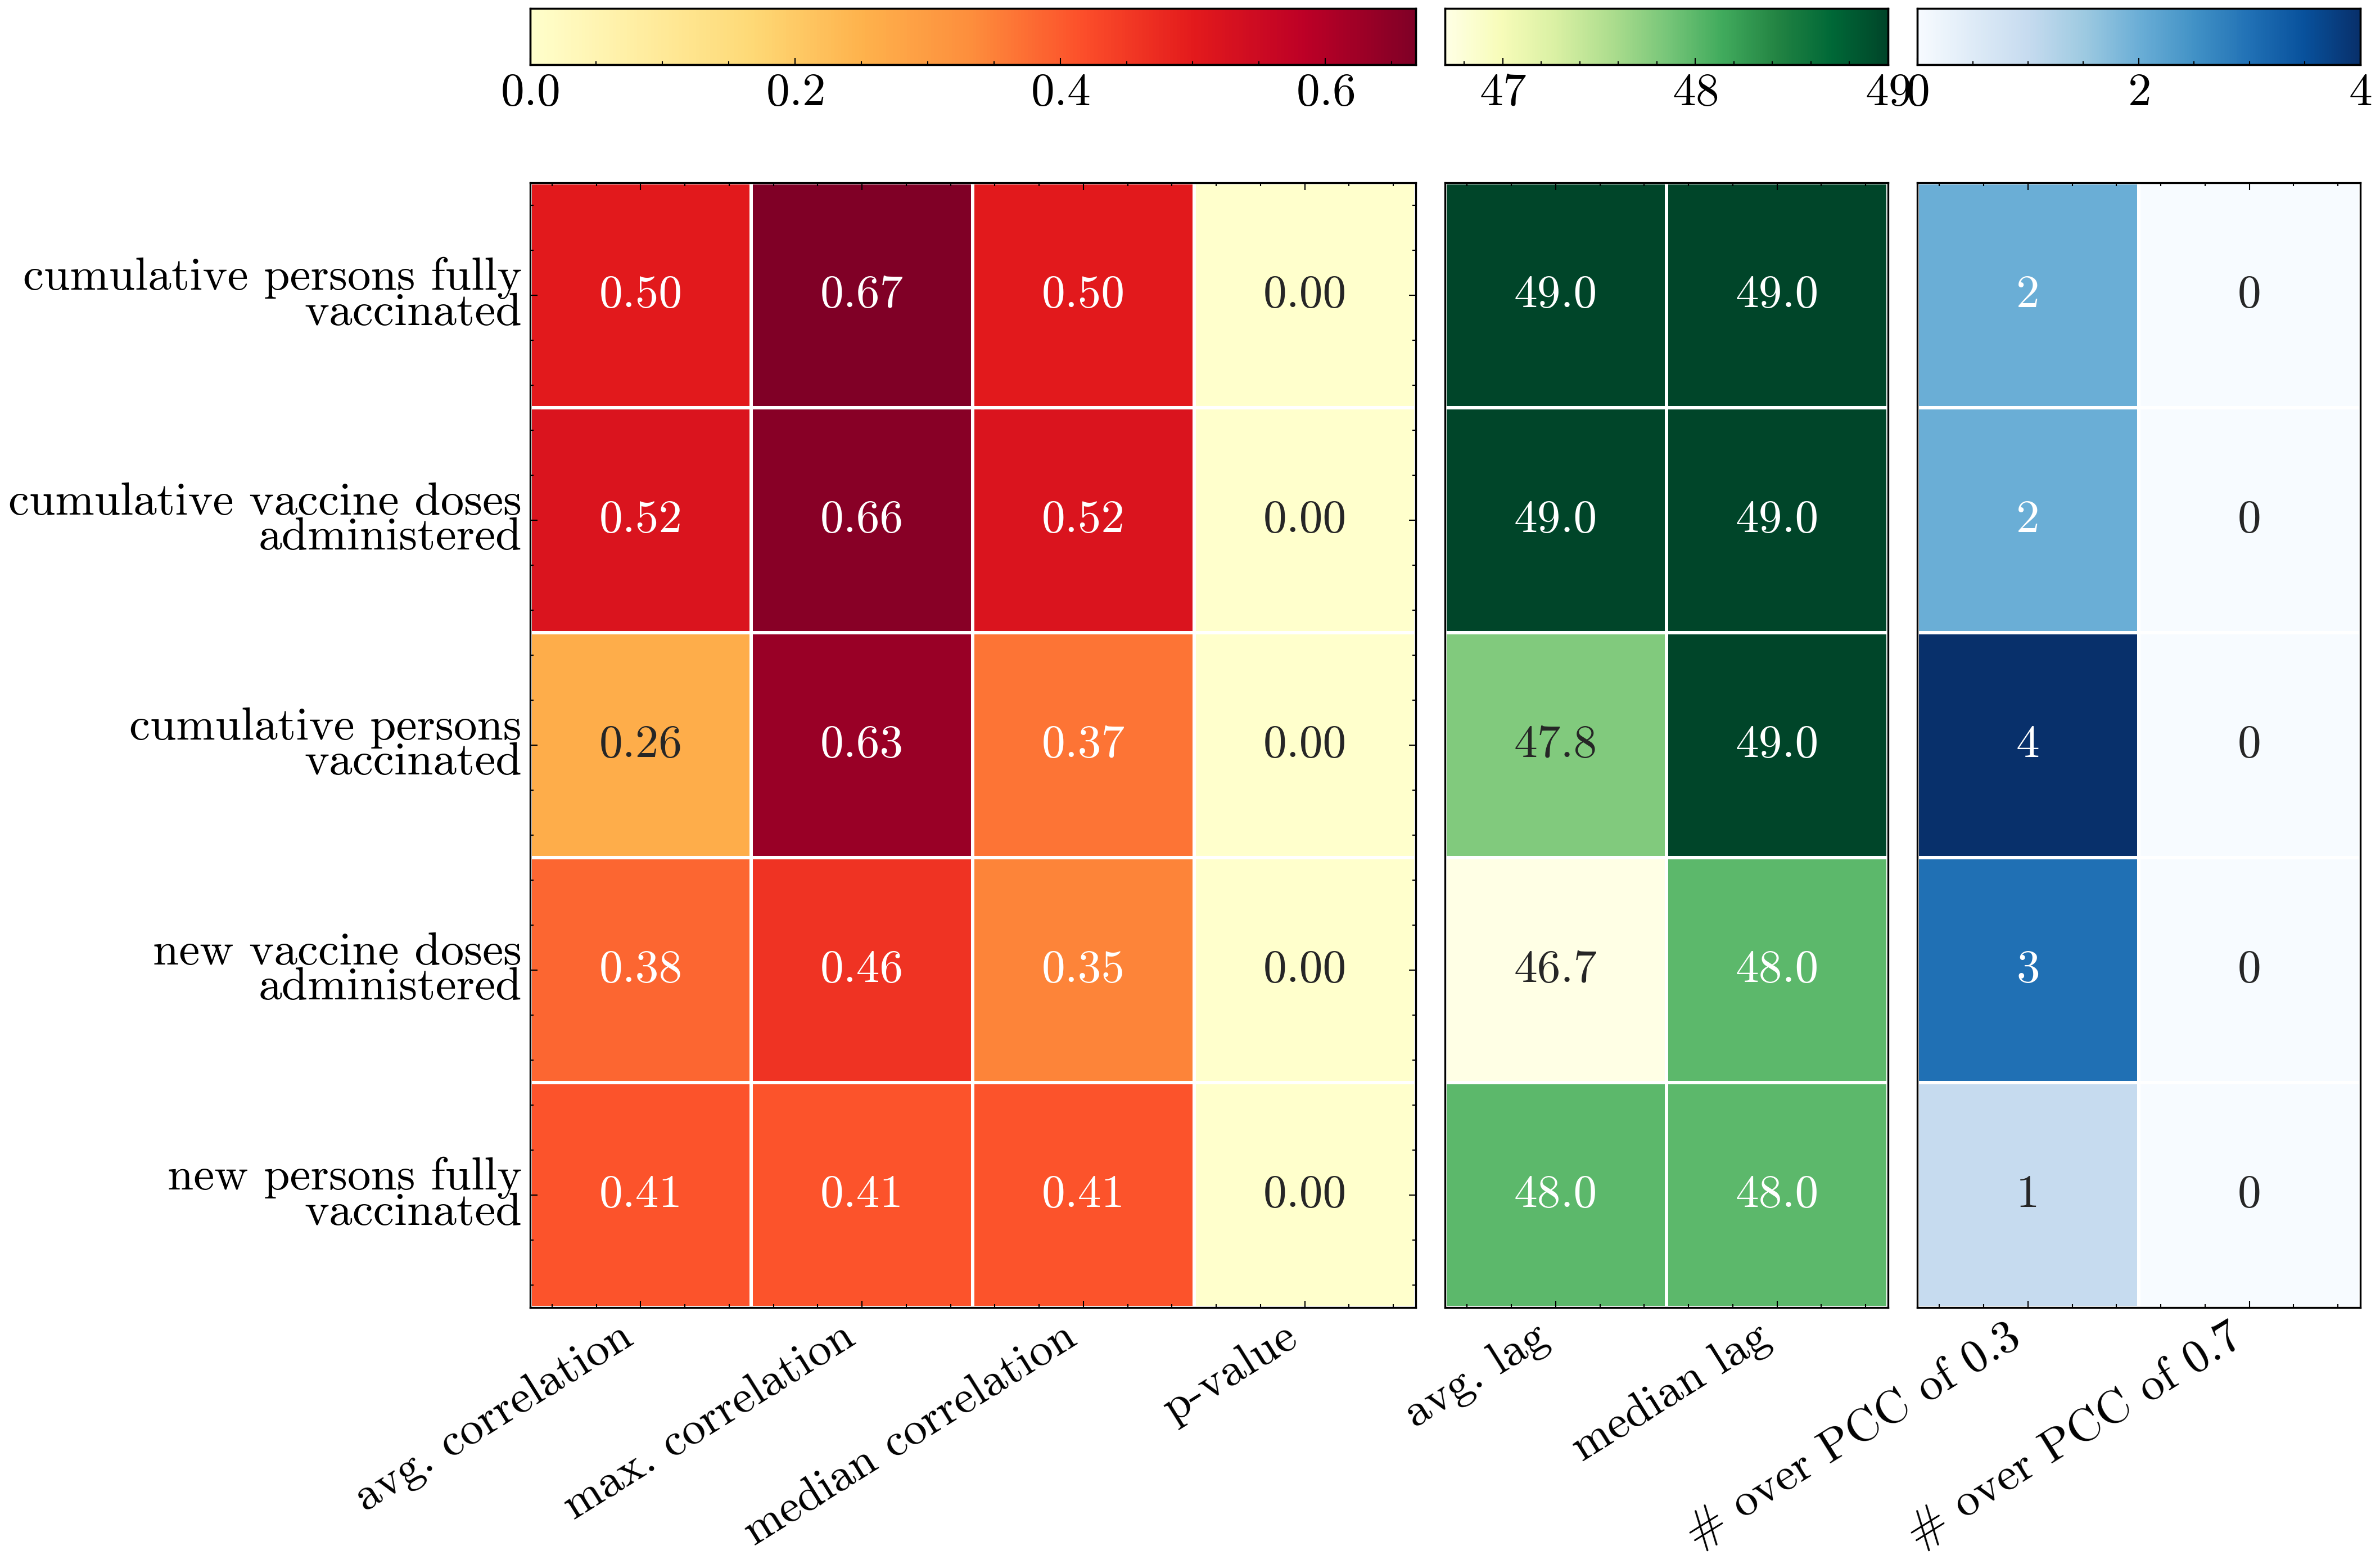 0.0 0.2 0.4 0.6 47 48 49 0 2 4
cumulative persons fully
vaccinated
0.50 0.67 0.50 0.00 49.0 49.0 2 0
cumulative vaccine doses
administered
0.52 0.66 0.52 0.00 49.0 49.0 2 0
cumulative persons
vaccinated
0.26 0.63 0.37 0.00 47.8 49.0 4 0
new vaccine doses
administered
0.38 0.46 0.35 0.00 46.7 48.0 3 0
new persons fully
vaccinated
0.41 0.41 0.41 0.00 48.0 48.0 1 0
avg. correlation
max. correlation
median correlation
p-value
avg. lag
median lag
# over PCC of 0.3
# over PCC of 0.7